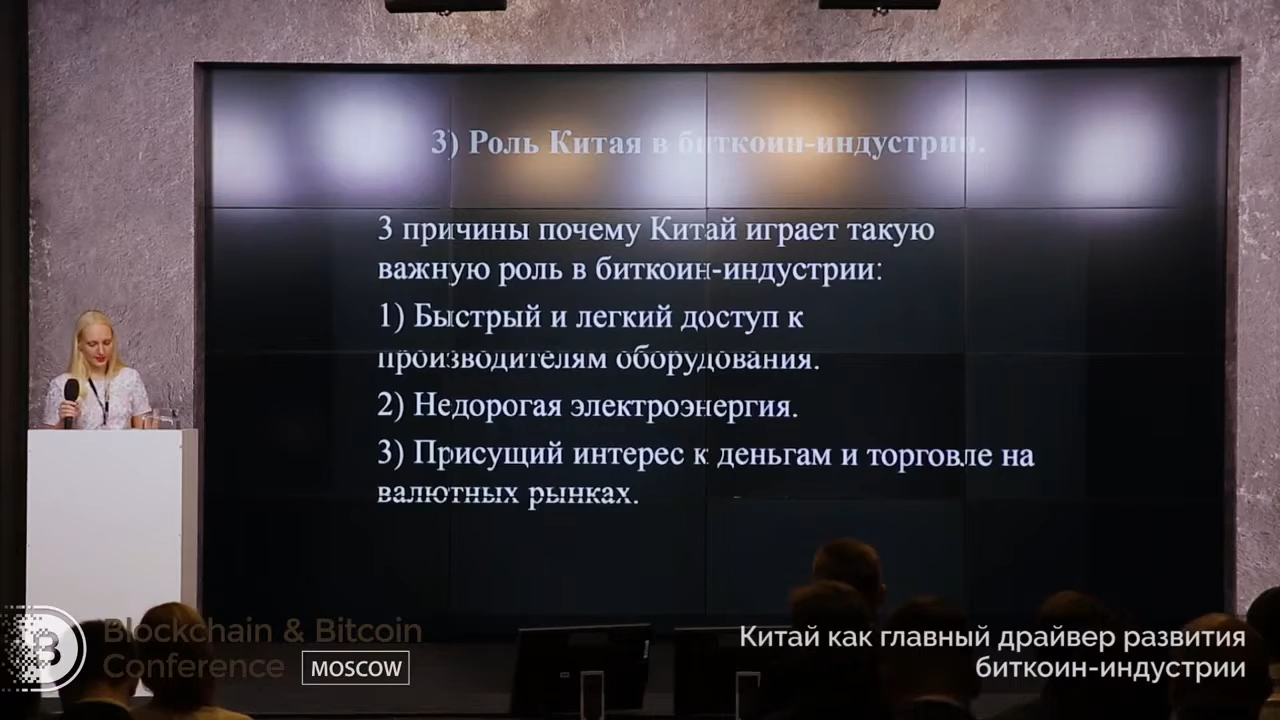 3) Роль Китая в биткоин-индустрии.
3 причины почему Китай играет такую
важную роль в биткоин-индустрии:
1) Быстрый и легкий доступ к
производителям оборудования.
2) Недорогая электроэнергия.
3) Присущий интерес к деньгам и торговле на
валютных рынках.
Blockchain & Bitcoin
Conference MOSCOW
Китай как главный драйвер развития
биткоин-индустрии